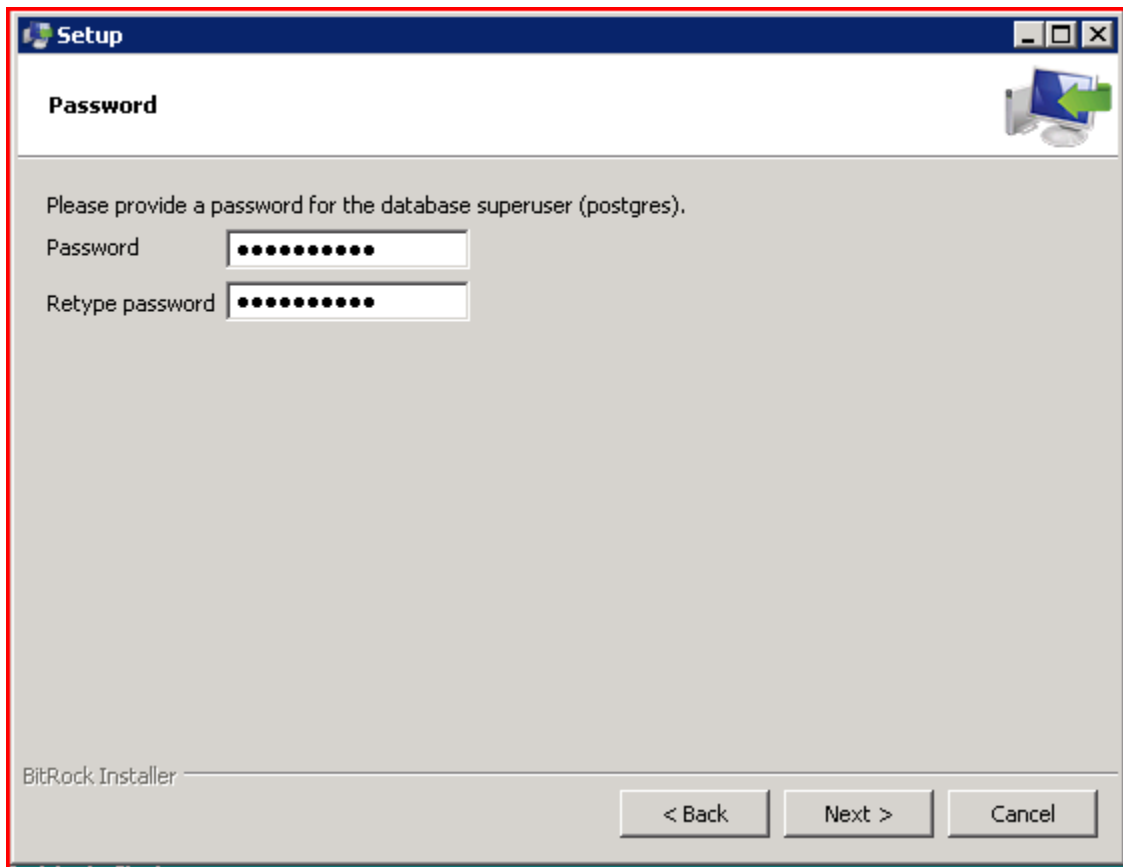 Setup
Password
Please provide a password for the database superuser (postgres).
Password ●●●●●●●●●●
Retype password ●●●●●●●●●●
BitRock Installer
< Back Next > Cancel